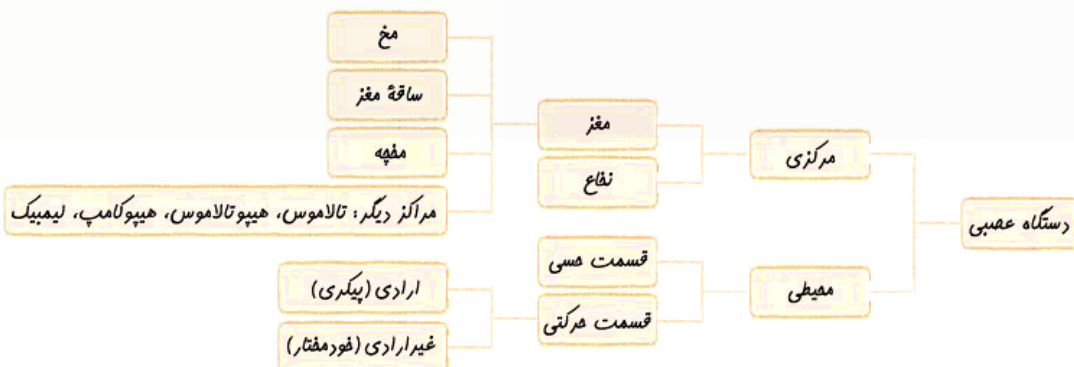 دستگاه عصبی
مرکزی
مغز
مخ
ساقهٔ مغز
مخچه
مراکز دیگر: تالاموس، هیپوتالاموس، هیپوکامپ، لیمبیک
نخاع
محیطی
قسمت حسی
قسمت حرکتی
ارادی (پیکری)
غیرارادی (خودمختار)